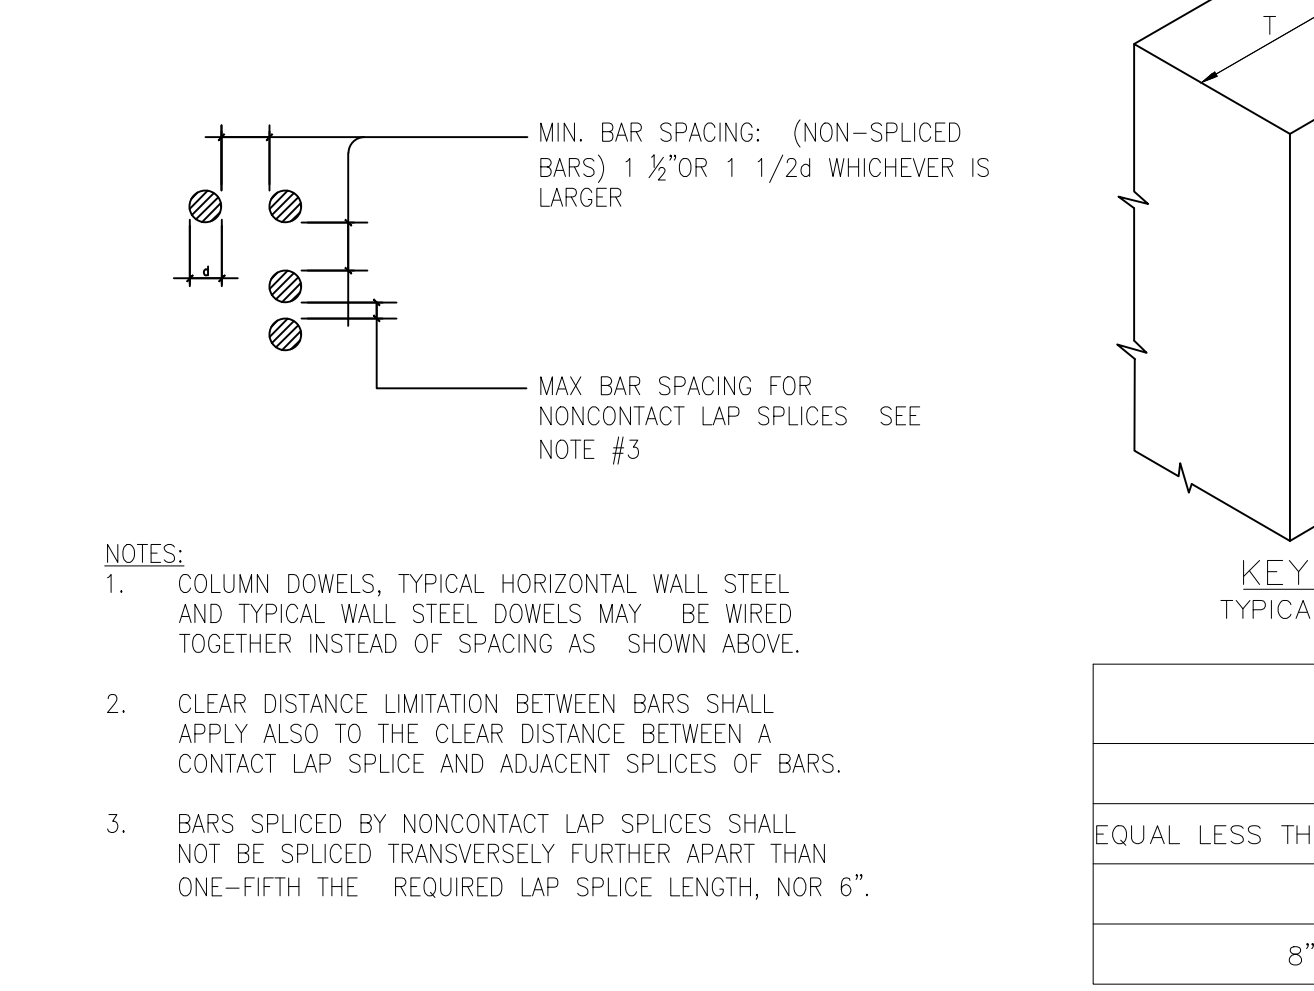 T
MIN. BAR SPACING: (NON-SPLICED
BARS) 1 ½"OR 1 1/2d WHICHEVER IS
LARGER
d
MAX BAR SPACING FOR
NONCONTACT LAP SPLICES SEE
NOTE #3
NOTES:
1. COLUMN DOWELS, TYPICAL HORIZONTAL WALL STEEL
AND TYPICAL WALL STEEL DOWELS MAY BE WIRED
TOGETHER INSTEAD OF SPACING AS SHOWN ABOVE.
2. CLEAR DISTANCE LIMITATION BETWEEN BARS SHALL
APPLY ALSO TO THE CLEAR DISTANCE BETWEEN A
CONTACT LAP SPLICE AND ADJACENT SPLICES OF BARS.
3. BARS SPLICED BY NONCONTACT LAP SPLICES SHALL
NOT BE SPLICED TRANSVERSELY FURTHER APART THAN
ONE-FIFTH THE REQUIRED LAP SPLICE LENGTH, NOR 6".
KEY
TYPICA
EQUAL LESS TH
8"